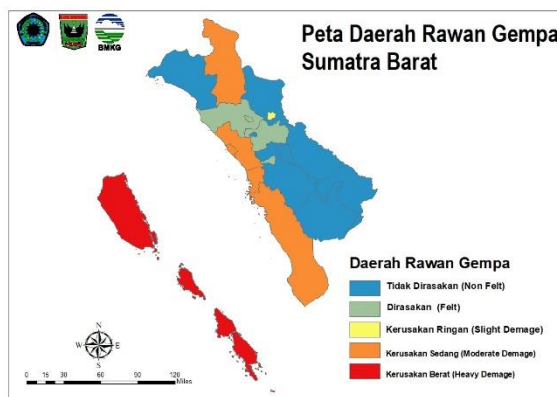 BMKG
Peta Daerah Rawan Gempa
Sumatra Barat
Daerah Rawan Gempa
Tidak Dirasakan (Non Felt)
Dirasakan (Felt)
Kerusakan Ringan (Slight Demage)
Kerusakan Sedang (Moderate Demage)
Kerusakan Berat (Heavy Demage)
N
W
E
S
0 15 30 60 90 120
Miles